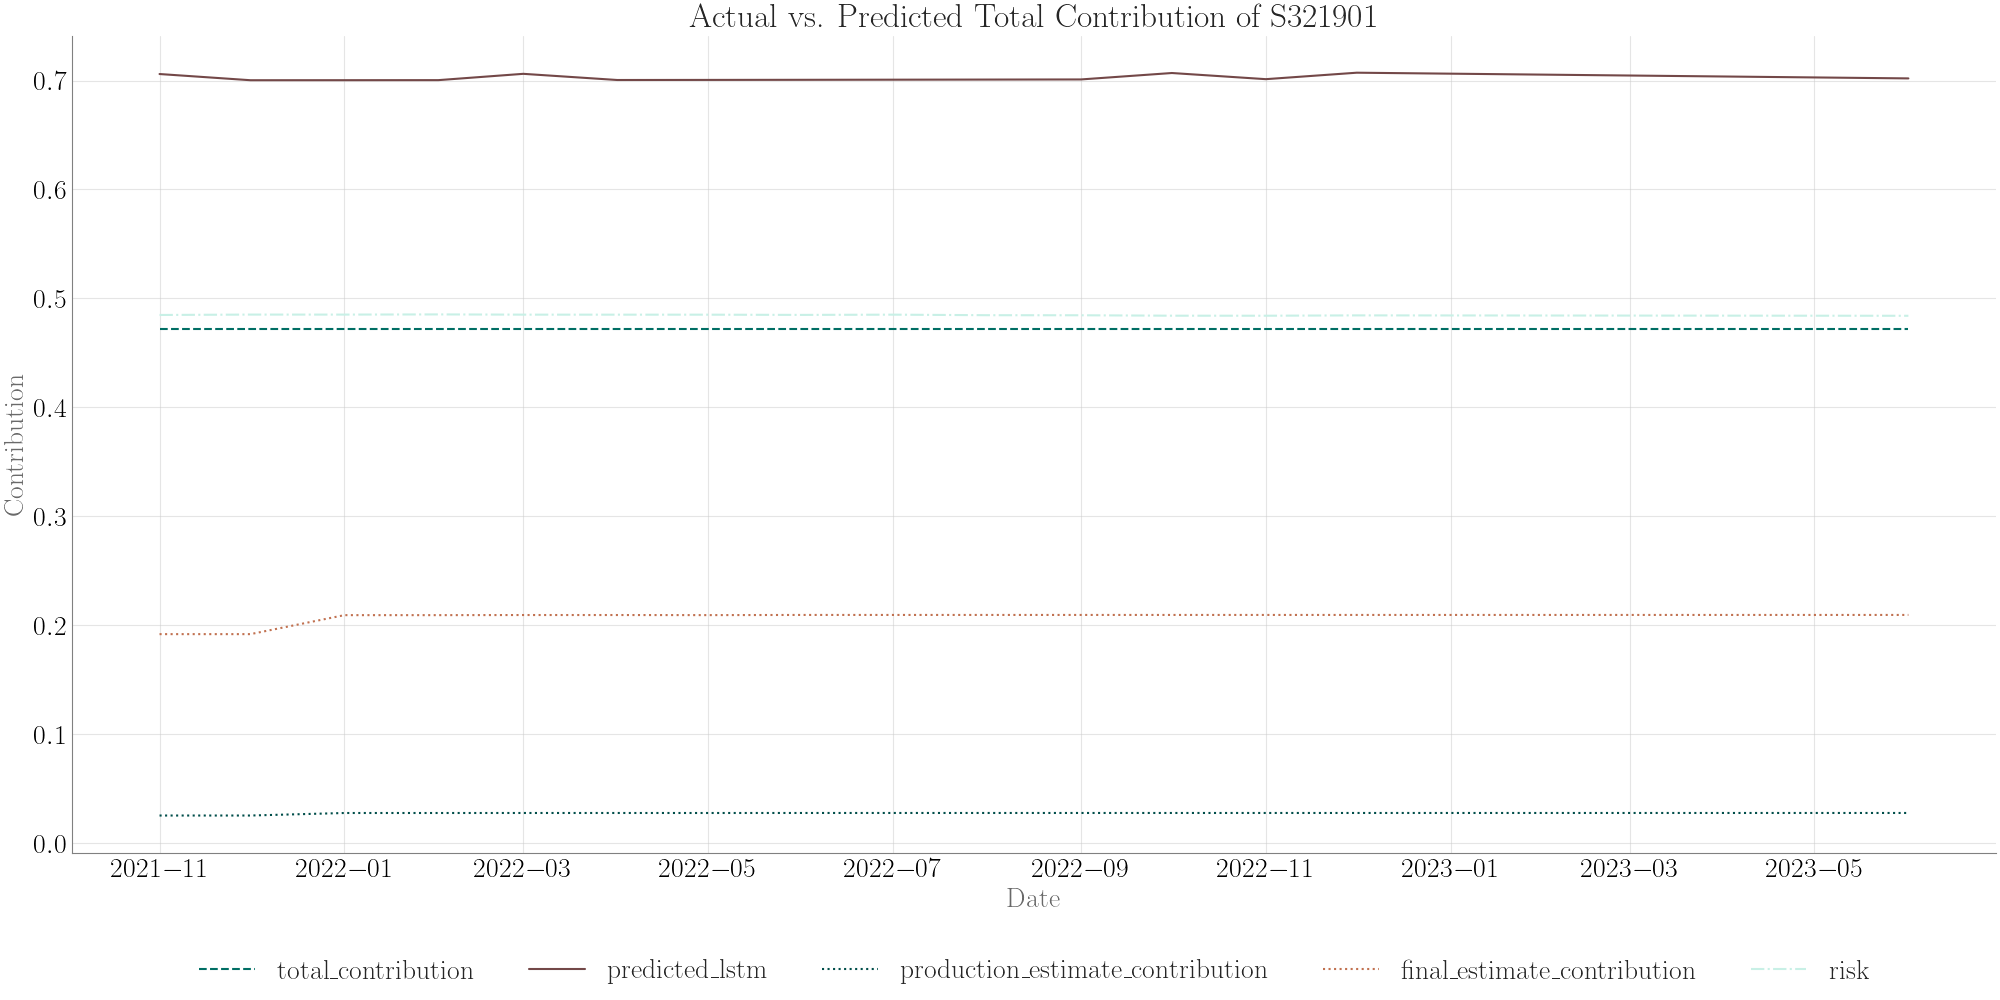 Actual vs. Predicted Total Contribution of S321901
Contribution
0.7
0.6
0.5
0.4
0.3
0.2
0.1
0.0
2021−11 2022−01 2022−03 2022−05 2022−07 2022−09 2022−11 2023−01 2023−03 2023−05
Date
total_contribution predicted_lstm production_estimate_contribution final_estimate_contribution risk